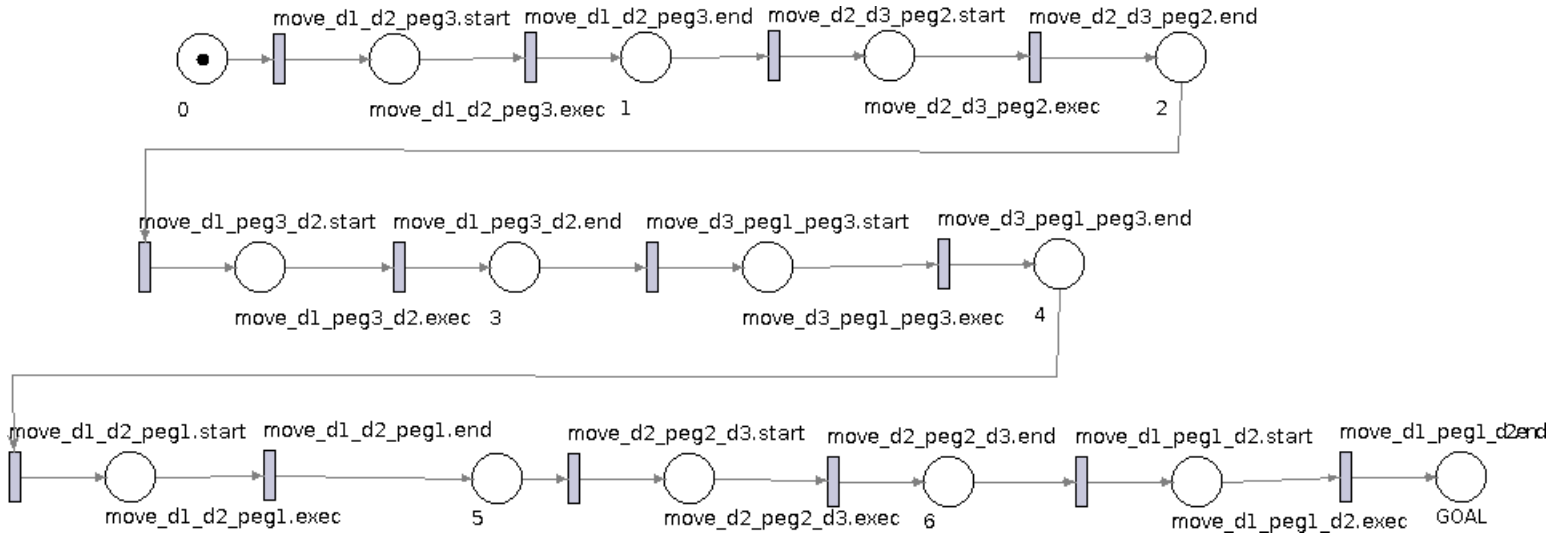 move_d1_d2_peg3.start move_d1_d2_peg3.end move_d2_d3_peg2.start move_d2_d3_peg2.end
0 move_d1_d2_peg3.exec 1 move_d2_d3_peg2.exec 2
move_d1_peg3_d2.start move_d1_peg3_d2.end move_d3_peg1_peg3.start move_d3_peg1_peg3.end
move_d1_peg3_d2.exec 3 move_d3_peg1_peg3.exec 4
move_d1_d2_peg1.start move_d1_d2_peg1.end move_d2_peg2_d3.start move_d2_peg2_d3.end move_d1_peg1_d2.start move_d1_peg1_d2end
move_d1_d2_peg1.exec 5 move_d2_peg2_d3.exec 6 move_d1_peg1_d2.exec GOAL